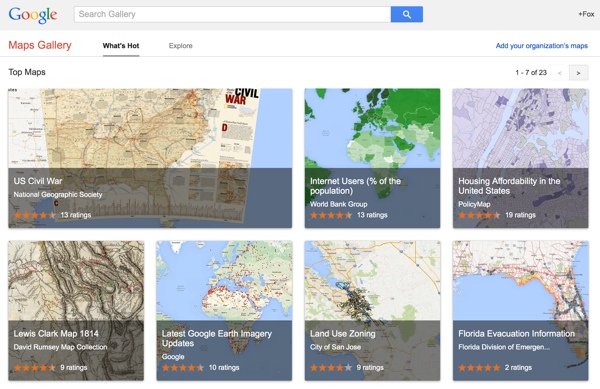 Google
Search Gallery
+Fox
Maps Gallery
What's Hot
Explore
Add your organization's maps
Top Maps
1 - 7 of 23
<
>
CIVIL
WAR
US Civil War
National Geographic Society
13 ratings
Internet Users (% of the
population)
World Bank Group
13 ratings
Housing Affordability in the
United States
PolicyMap
19 ratings
Lewis Clark Map 1814
David Rumsey Map Collection
9 ratings
Latest Google Earth Imagery
Updates
Google
10 ratings
Land Use Zoning
City of San Jose
9 ratings
Florida Evacuation Information
Florida Division of Emergen...
2 ratings